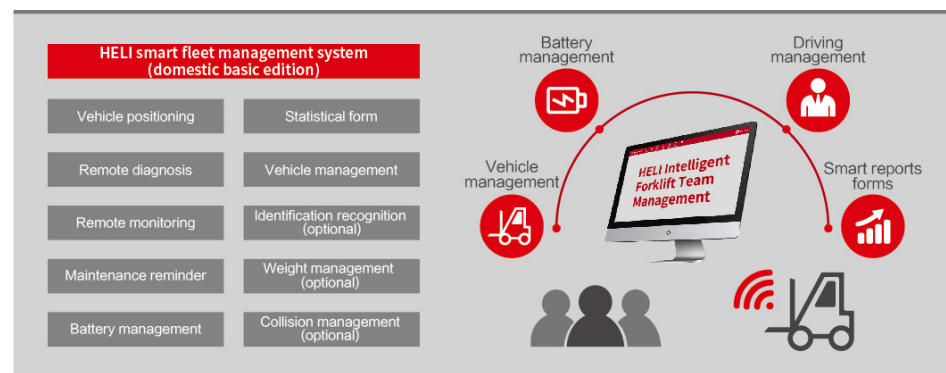 HELI smart fleet management system
(domestic basic edition)
Vehicle positioning
Statistical form
Remote diagnosis
Vehicle management
Remote monitoring
Identification recognition
(optional)
Maintenance reminder
Weight management
(optional)
Battery management
Collision management
(optional)
Battery
management
Driving
management
Vehicle
management
Smart reports
forms
HELI Intelligent
Forklift Team
Management